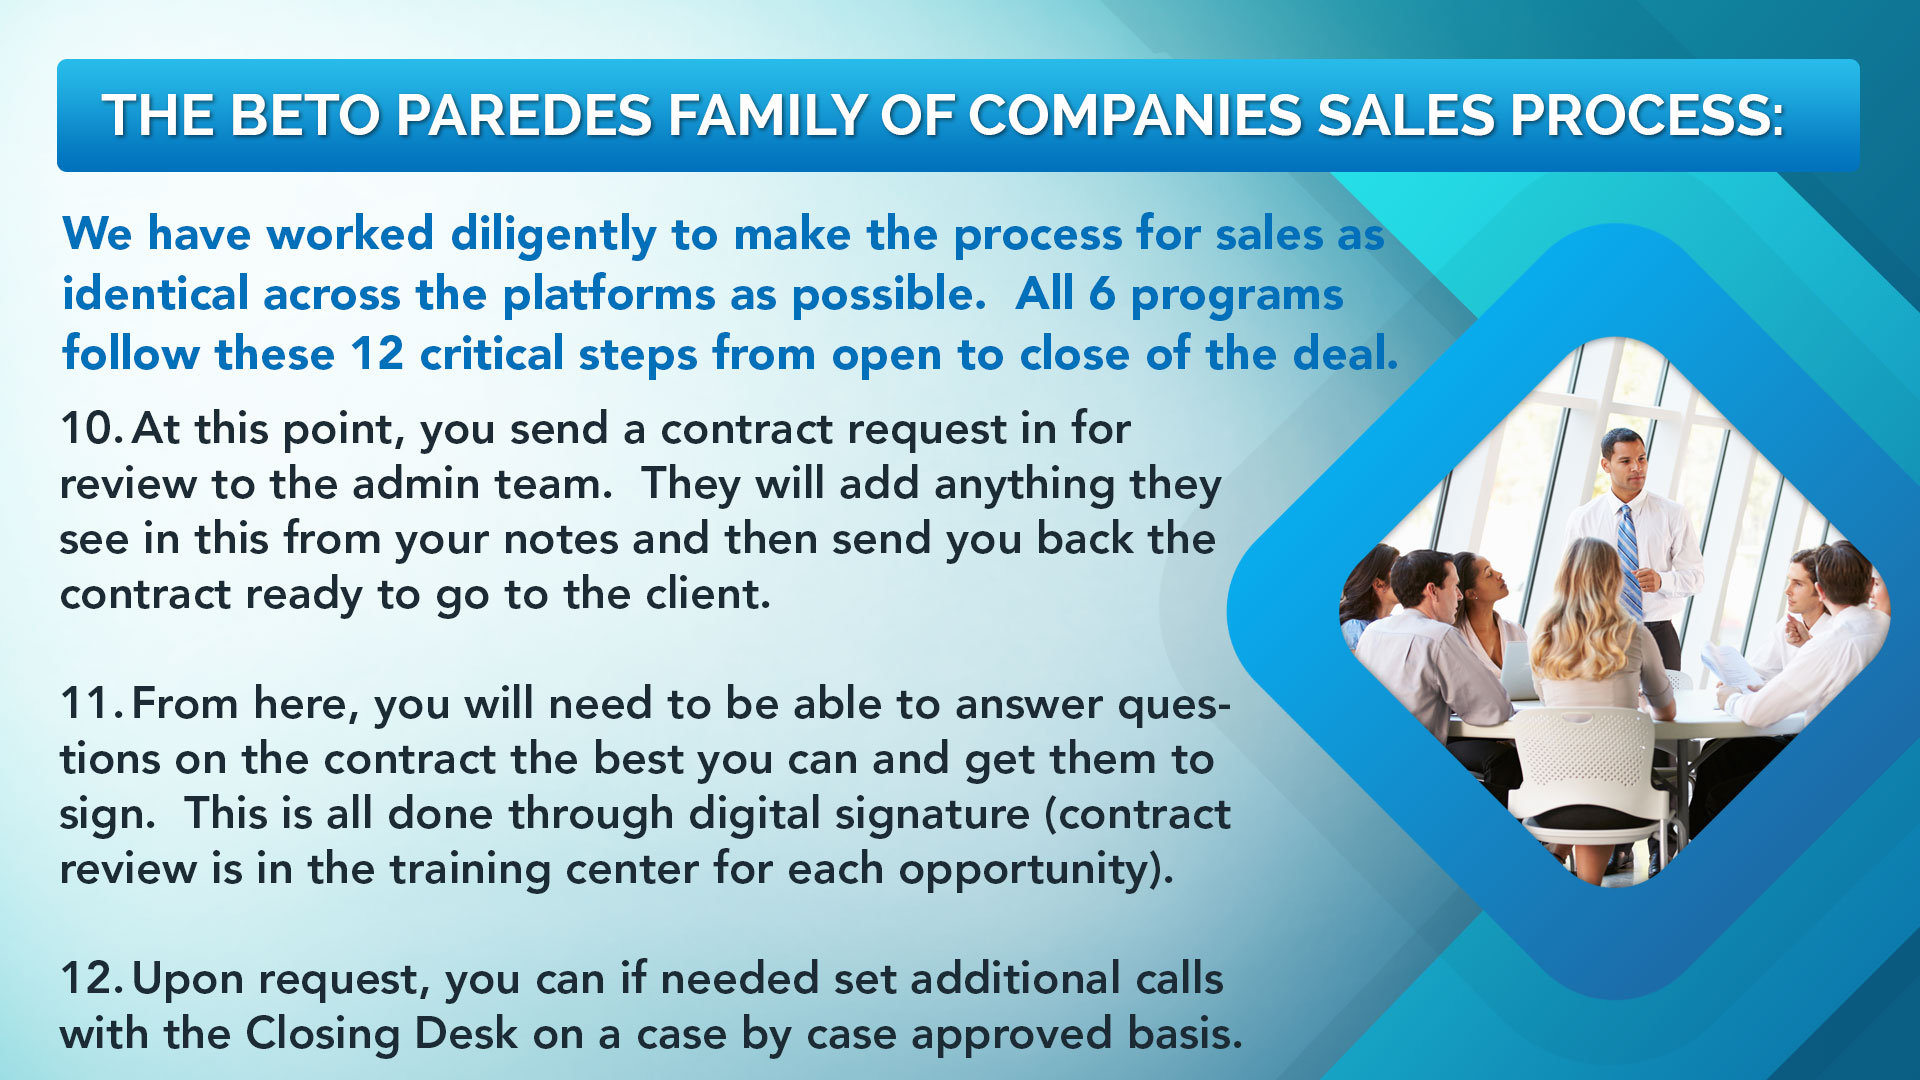 THE BETO PAREDES FAMILY OF COMPANIES SALES PROCESS:
We have worked diligently to make the process for sales as
identical across the platforms as possible.  All 6 programs
follow these 12 critical steps from open to close of the deal.
10. At this point, you send a contract request in for
review to the admin team.  They will add anything they
see in this from your notes and then send you back the
contract ready to go to the client.
11. From here, you will need to be able to answer ques-
tions on the contract the best you can and get them to
sign.  This is all done through digital signature (contract
review is in the training center for each opportunity).
12. Upon request, you can if needed set additional calls
with the Closing Desk on a case by case approved basis.